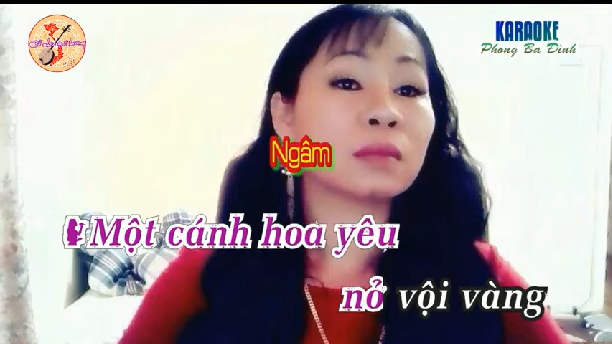 KARAOKE
Phong Ba Đình
Ngâm
Một cánh hoa yêu
nở vội vàng